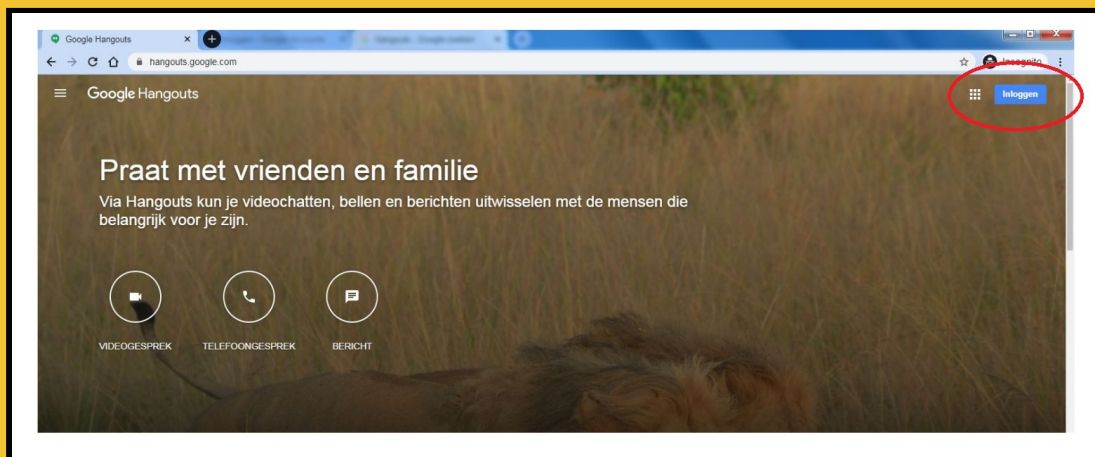 Google Hangouts
hangouts.google.com
Incognito
Google Hangouts
Inloggen
Praat met vrienden en familie
Via Hangouts kun je videochatten, bellen en berichten uitwisselen met de mensen die
belangrijk voor je zijn.
VIDEOGESPREK TELEFOONGESPREK BERICHT